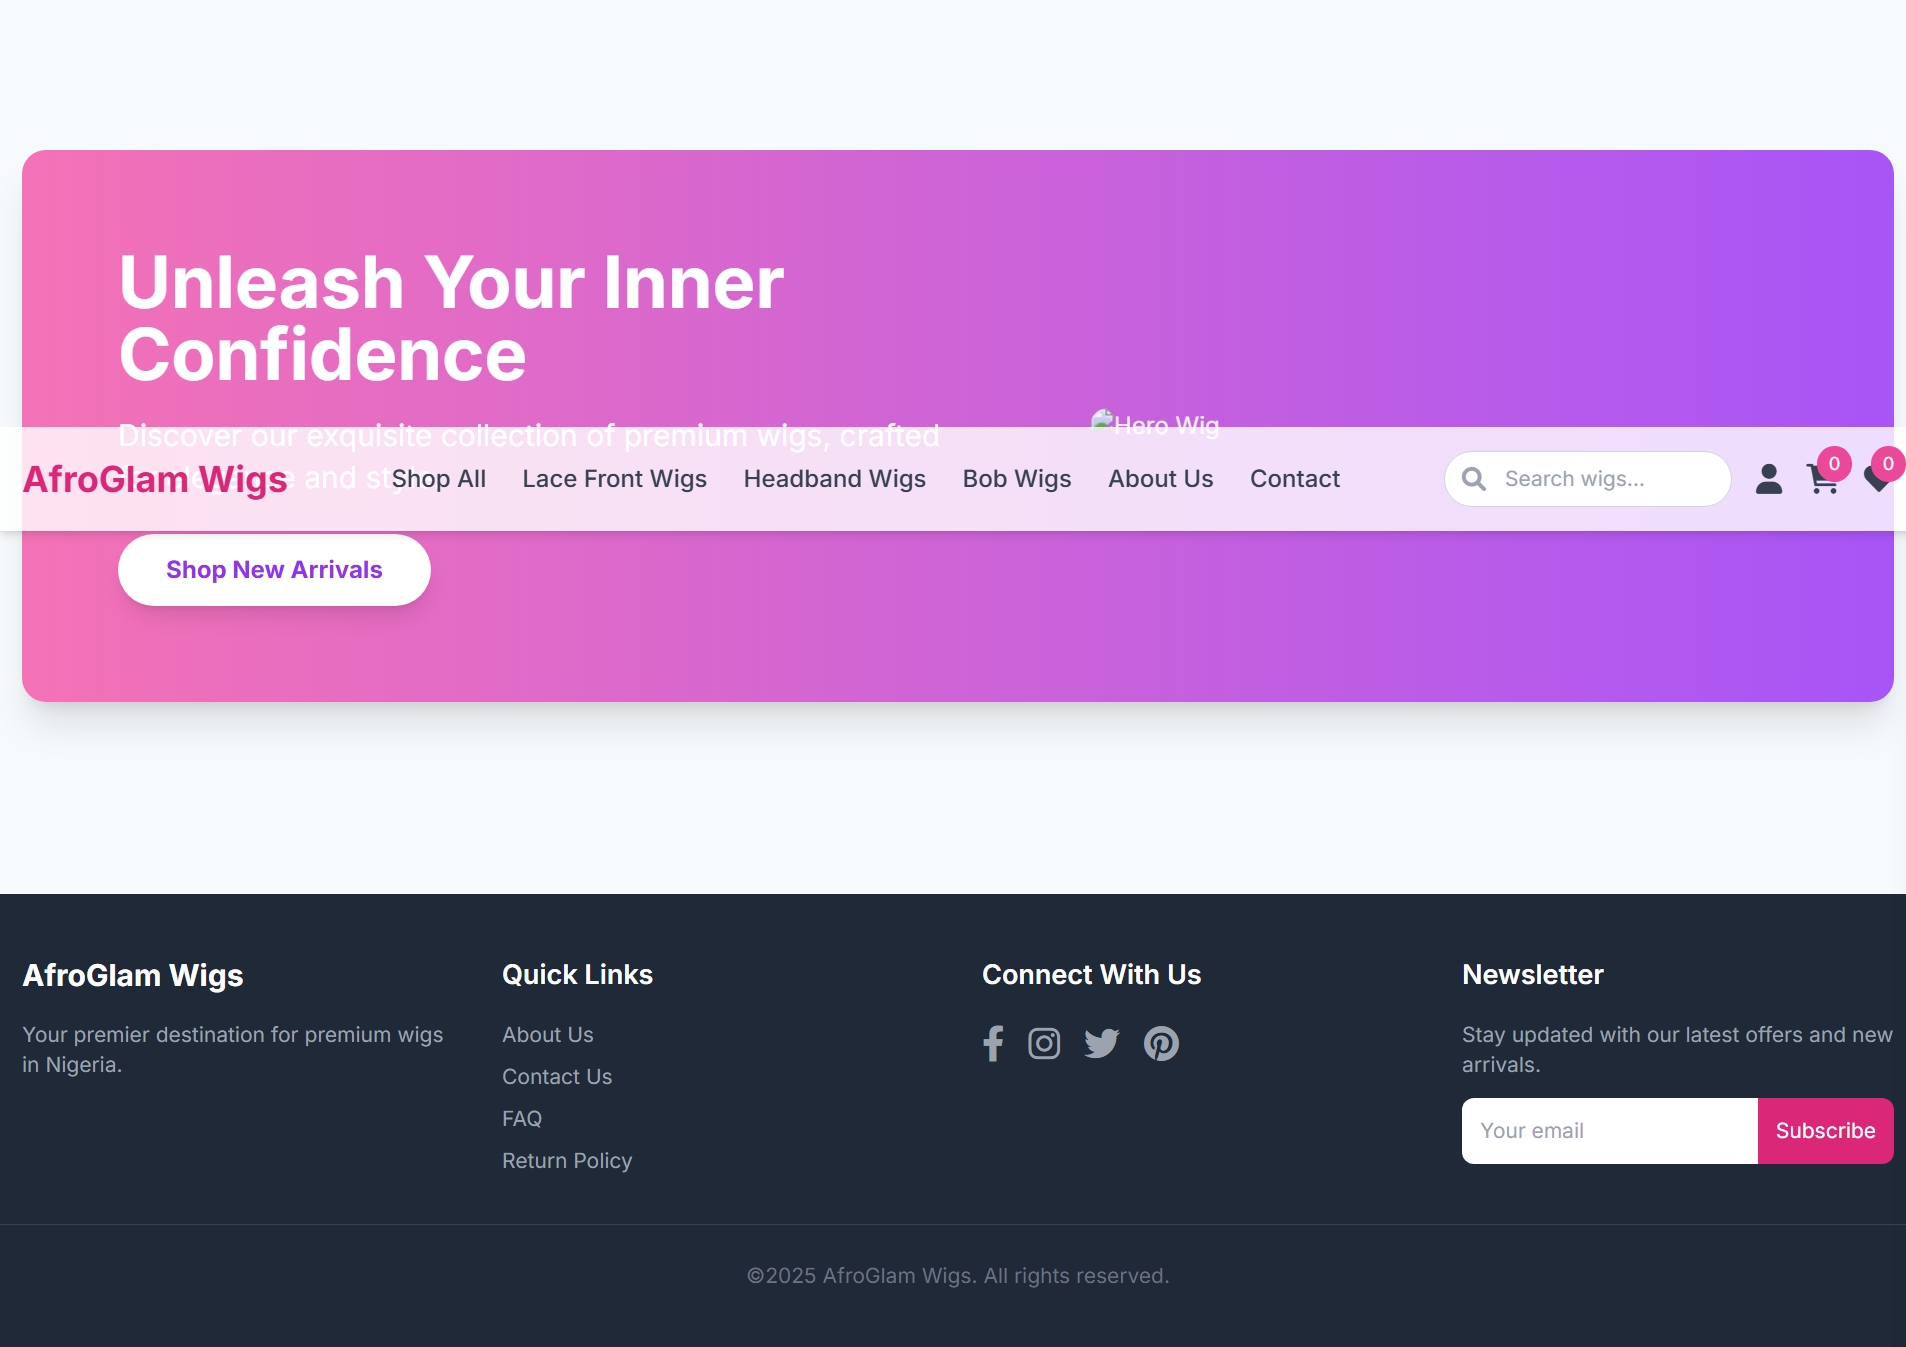 Unleash Your Inner
Confidence
Discover our exquisite collection of premium wigs, crafted
and style
Hero Wig
AfroGlam Wigs
Shop All
Lace Front Wigs
Headband Wigs
Bob Wigs
About Us
Contact
Search wigs...
0
0
Shop New Arrivals
AfroGlam Wigs
Your premier destination for premium wigs
in Nigeria.
Quick Links
About Us
Contact Us
FAQ
Return Policy
Connect With Us
Newsletter
Stay updated with our latest offers and new
arrivals.
Your email
Subscribe
©2025 AfroGlam Wigs. All rights reserved.